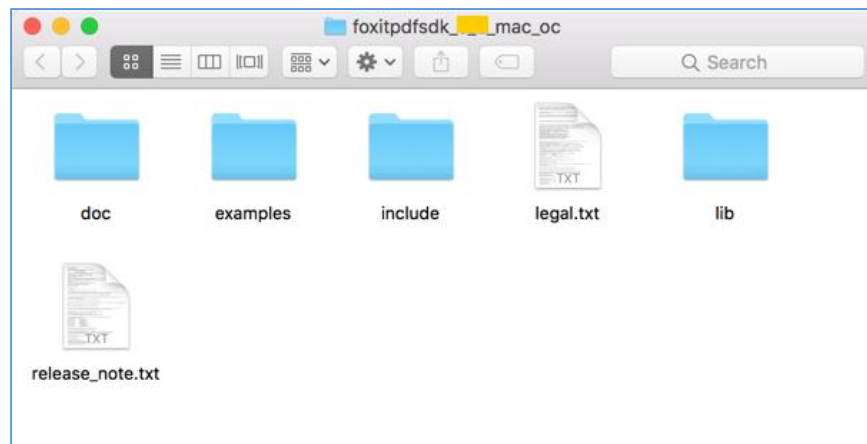 foxitpdfsdk_ _ _mac_oc
Search
TXT
doc
examples
include
legal.txt
lib
TXT
release_note.txt